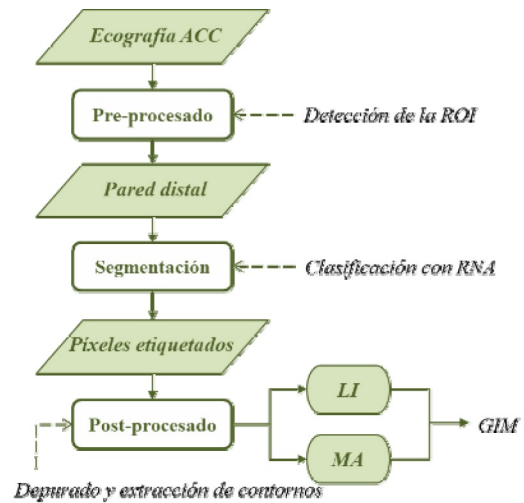 Ecografía ACC
Pre-procesado
Detección de la ROI
Pared distal
Segmentación
Clasificación con RNA
Píxeles etiquetados
LI
Post-procesado
GIM
MA
Depurado y extracción de contornos